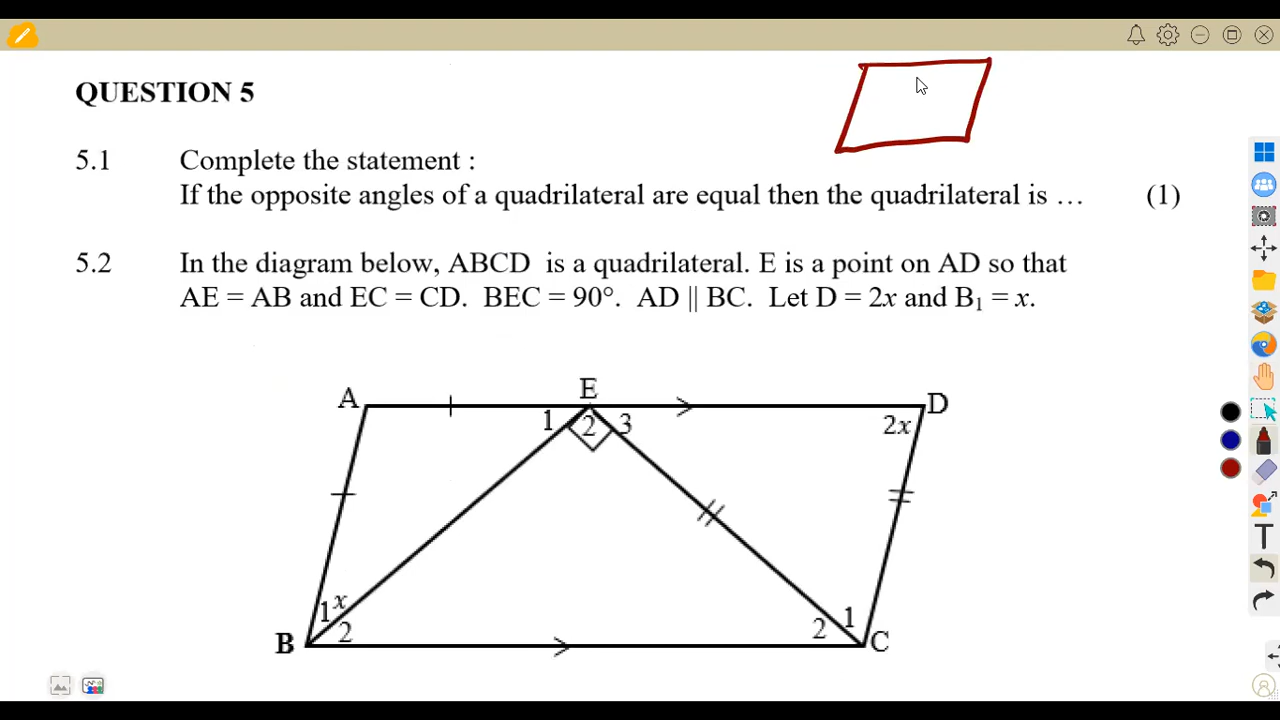 QUESTION 5
5.1 Complete the statement :
If the opposite angles of a quadrilateral are equal then the quadrilateral is … (1)
5.2 In the diagram below, ABCD is a quadrilateral. E is a point on AD so that
AE = AB and EC = CD. BEC = 90°. AD || BC. Let D = 2x and B₁ = x.
A E D
1 2 3 2x
1 x 2 1
B 2 C
T